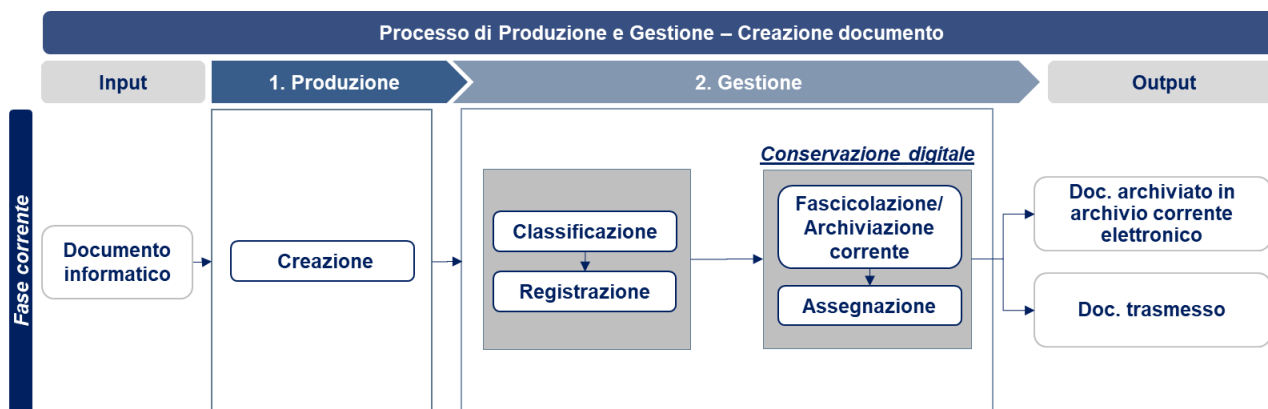 Processo di Produzione e Gestione – Creazione documento
Input
1. Produzione
2. Gestione
Output
Fase corrente
Documento
informatico
Creazione
Classificazione
Registrazione
Conservazione digitale
Fascicolazione/
Archiviazione
corrente
Assegnazione
Doc. archiviato in
archivio corrente
elettronico
Doc. trasmesso